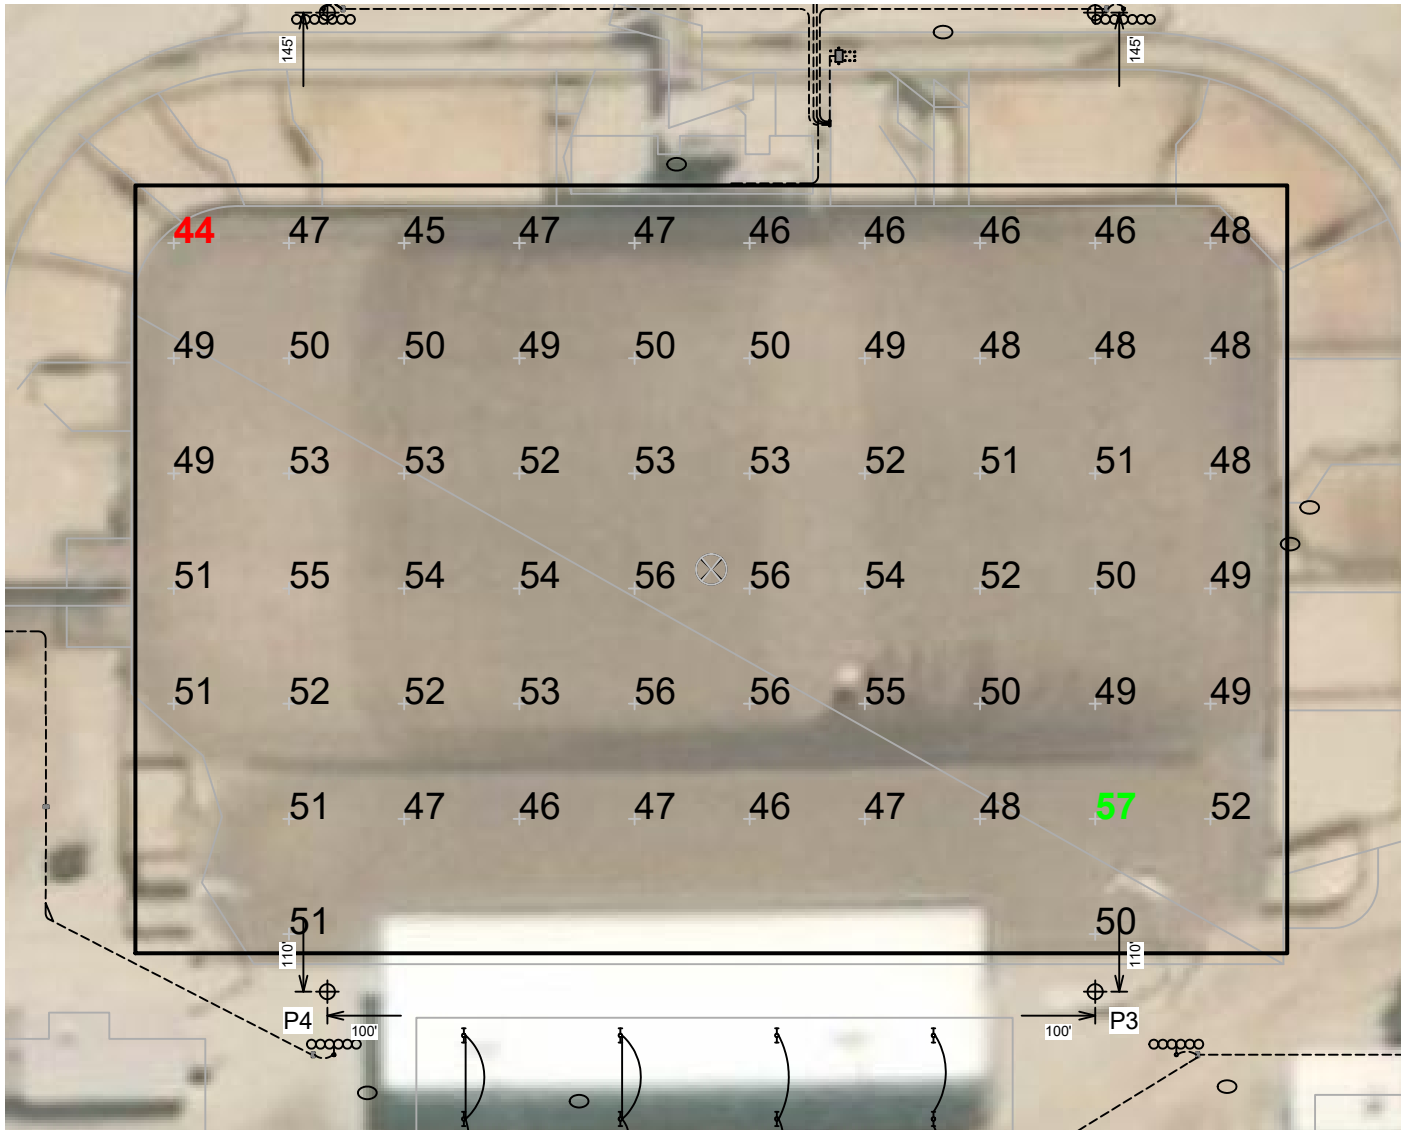 145' 145'
44 47 45 47 47 46 46 46 46 48
49 50 50 49 50 50 49 48 48 48
49 53 53 52 53 53 52 51 51 48
51 55 54 54 56 56 54 52 50 49
51 52 52 53 56 56 55 50 49 49
51 47 46 47 46 47 48 57 52
51 50
110' 110'
P4 100' 100' P3